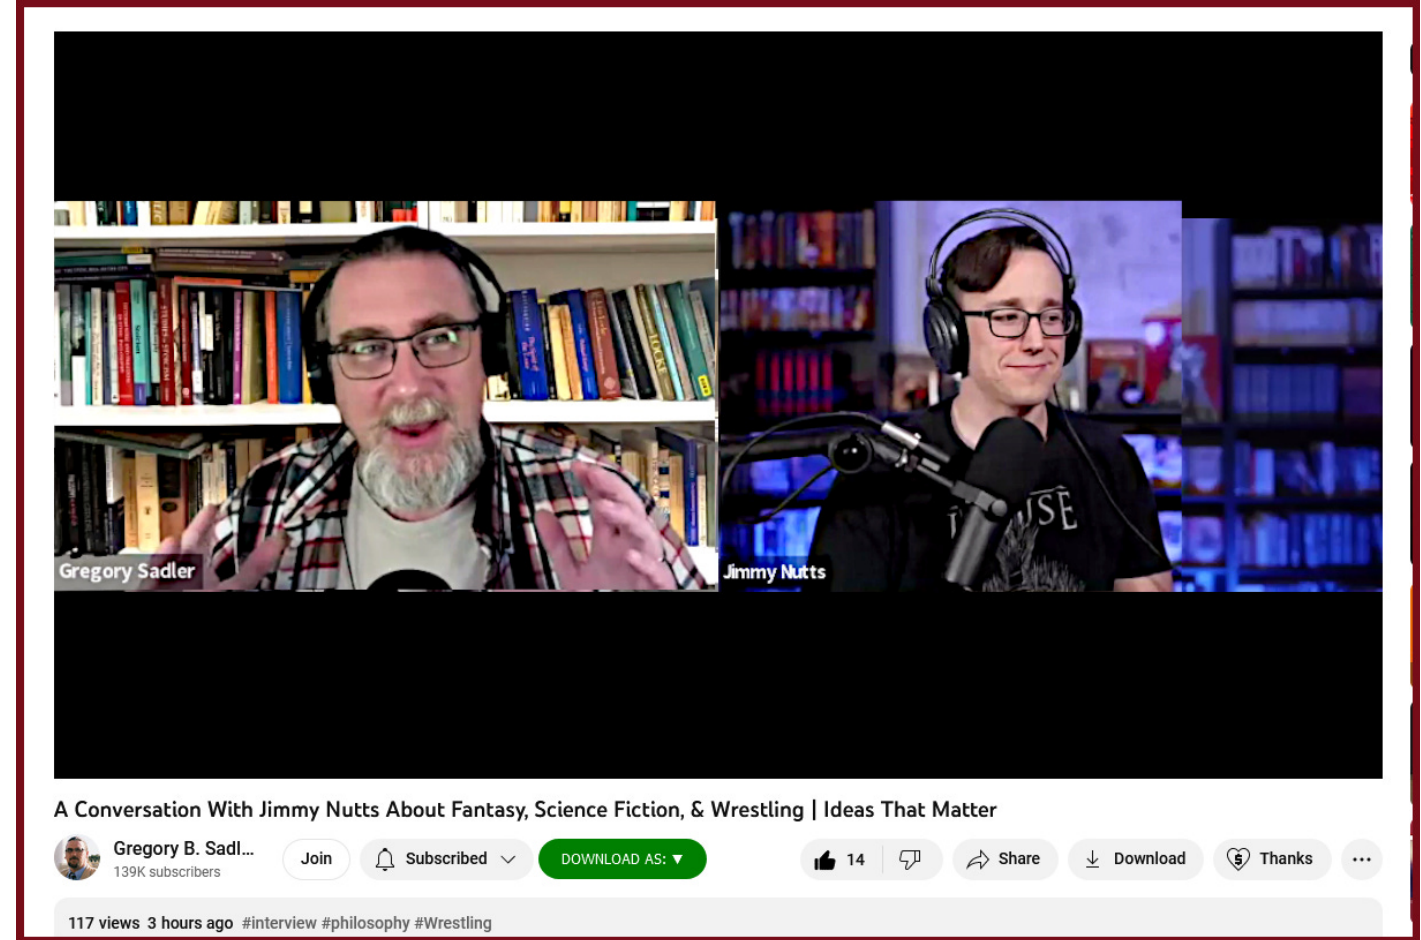 LOCKE
Gregory Sadler
Jimmy Nutts
A Conversation With Jimmy Nutts About Fantasy, Science Fiction, & Wrestling | Ideas That Matter
Gregory B. Sadl...
139K subscribers
Join
Subscribed
DOWNLOAD AS: ▼
14
Share
Download
Thanks
...
117 views 3 hours ago #interview #philosophy #Wrestling